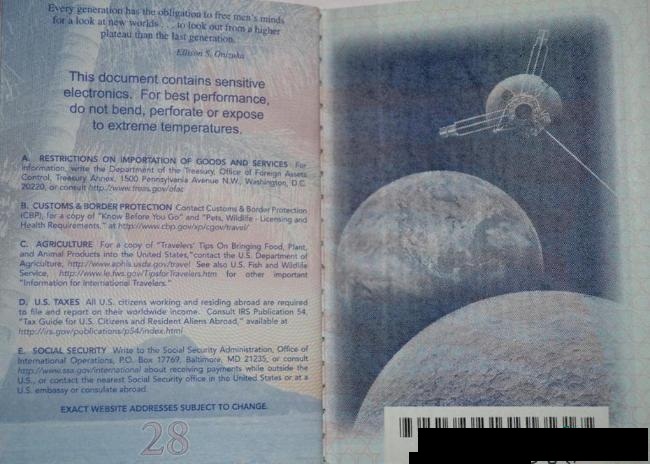 Every generation has the obligation to free men's minds
for a look at new worlds . . . to look out from a higher
plateau than the last generation.
Ellison S. Onizuka
This document contains sensitive
electronics. For best performance,
do not bend, perforate or expose
to extreme temperatures.
A. RESTRICTIONS ON IMPORTATION OF GOODS AND SERVICES For
information, write the Department of the Treasury, Office of Foreign Assets
Control, Treasury Annex, 1500 Pennsylvania Avenue N.W., Washington, D.C.
20220, or consult http://www.treas.gov/ofac
B. CUSTOMS & BORDER PROTECTION Contact Customs & Border Protection
(CBP), for a copy of "Know Before You Go" and "Pets, Wildlife - Licensing and
Health Requirements," at http://www.cbp.gov/xp/cgov/travel/
C. AGRICULTURE For a copy of "Travelers' Tips On Bringing Food, Plant,
and Animal Products into the United States,"contact the U.S. Department of
Agriculture, http://www.aphis.usda.gov/travel See also U.S. Fish and Wildlife
Service, http://www.le.fws.gov/TipsforTravelers.htm for other important
"Information for International Travelers."
D. U.S. TAXES All U.S. citizens working and residing abroad are required
to file and report on their worldwide income. Consult IRS Publication 54,
"Tax Guide for U.S. Citizens and Resident Aliens Abroad," available at
http://irs.gov/publications/p54/index.html
E. SOCIAL SECURITY Write to the Social Security Administration, Office of
International Operations, P.O. Box 17769, Baltimore, MD 21235, or consult
http://www.ssa.gov/international about receiving payments while outside the
U.S., or contact the nearest Social Security office in the United States or at a
U.S. embassy or consulate abroad.
EXACT WEBSITE ADDRESSES SUBJECT TO CHANGE.
28